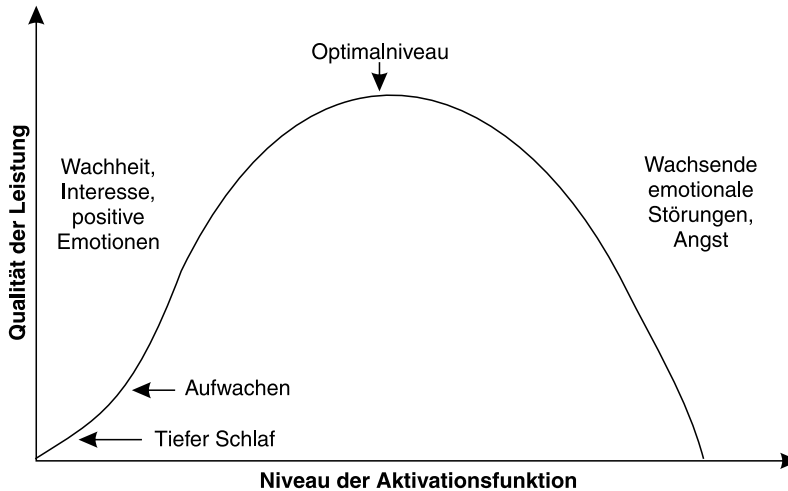 Optimalniveau
Wachheit,
Interesse,
positive
Emotionen
Wachsende
emotionale
Störungen,
Angst
Qualität der Leistung
Aufwachen
Tiefer Schlaf
Niveau der Aktivationsfunktion